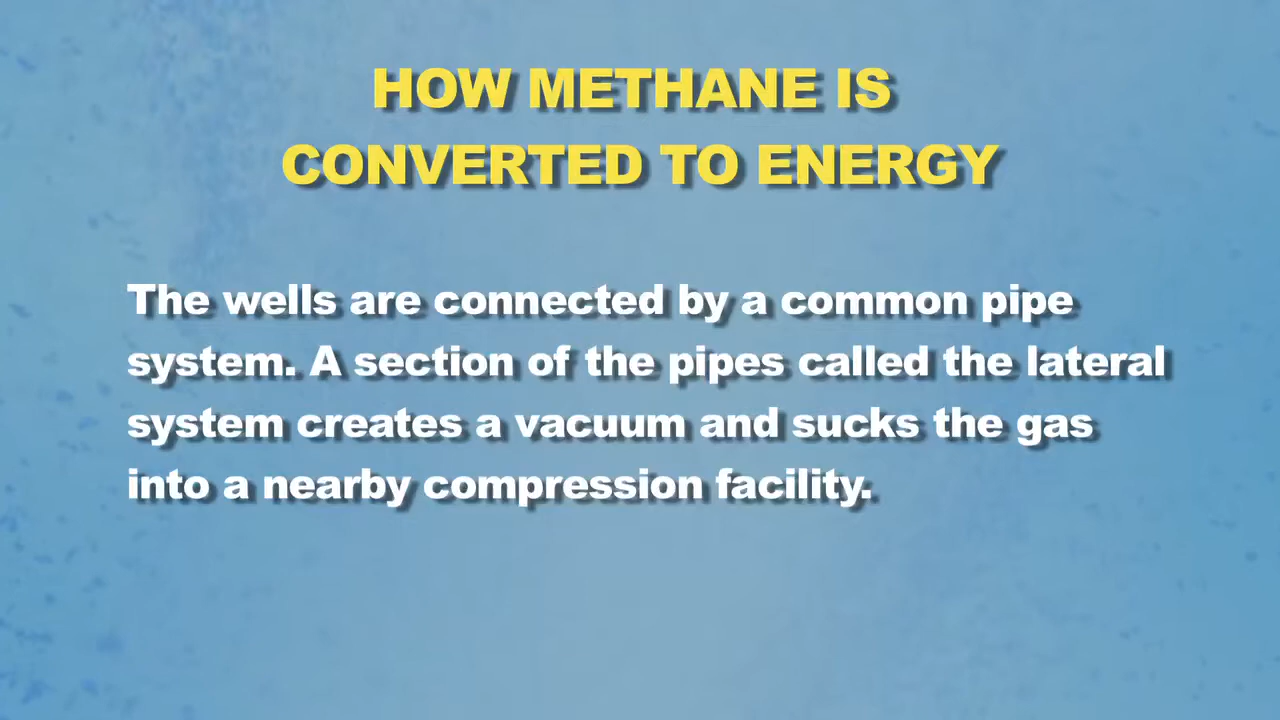 HOW METHANE IS
CONVERTED TO ENERGY
The wells are connected by a common pipe
system. A section of the pipes called the lateral
system creates a vacuum and sucks the gas
into a nearby compression facility.